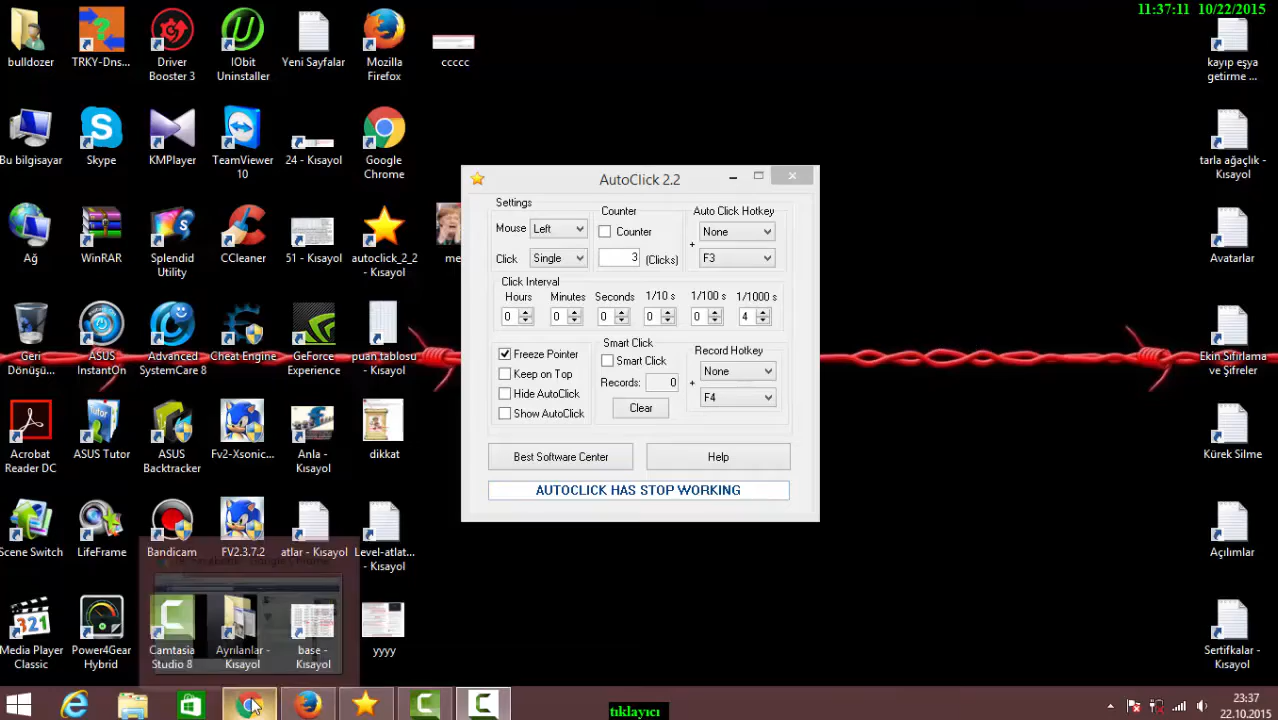 11:37:11 10/22/2015
bulldozer
TRKY-Dns...
Driver
Booster 3
IObit
Uninstaller
Yeni Sayfalar
Mozilla
Firefox
ccccc
kayıp eşya
getirme ...
Bu bilgisayar
Skype
KMPlayer
TeamViewer
10
24 - Kısayol
Google
Chrome
tarla ağaçlık -
Kısayol
Ağ
WinRAR
Splendid
Utility
CCleaner
51 - Kısayol
autoclick_2_2
- Kısayol
me
Avatarlar
Geri
Dönüşü...
ASUS
InstantOn
Advanced
SystemCare 8
Cheat Engine
GeForce
Experience
puan tablosu
- Kısayol
Ekin Sıfırlama
ve Şifreler
Acrobat
Reader DC
ASUS Tutor
ASUS
Backtracker
Fv2-Xsonic...
Anla -
Kısayol
dikkat
Kürek Silme
Scene Switch
LifeFrame
Bandicam
FV2.3.7.2
atlar - Kısayol
Level-atlat...
- Kısayol
Açılımlar
Media Player
Classic
Power4Gear
Hybrid
Camtasia
Studio 8
Ayrılanlar -
Kısayol
base -
Kısayol
yyyy
Sertifkalar -
Kısayol
AutoClick 2.2
Settings
Mouse Left
Click Single
Counter
Counter
3 (Clicks)
Auto Click Hotkey
None
+ F3
Click Interval
Hours Minutes Seconds 1/10 s 1/100 s 1/1000 s
0 0 0 0 0 4
Freeze Pointer
Keep on Top
Hide AutoClick
Show AutoClick
Smart Click
Smart Click
Records: 0
Clear
Record Hotkey
None
+ F4
Best Software Center
Help
AUTOCLICK HAS STOP WORKING
tıklayıcı
23:37
22.10.2015